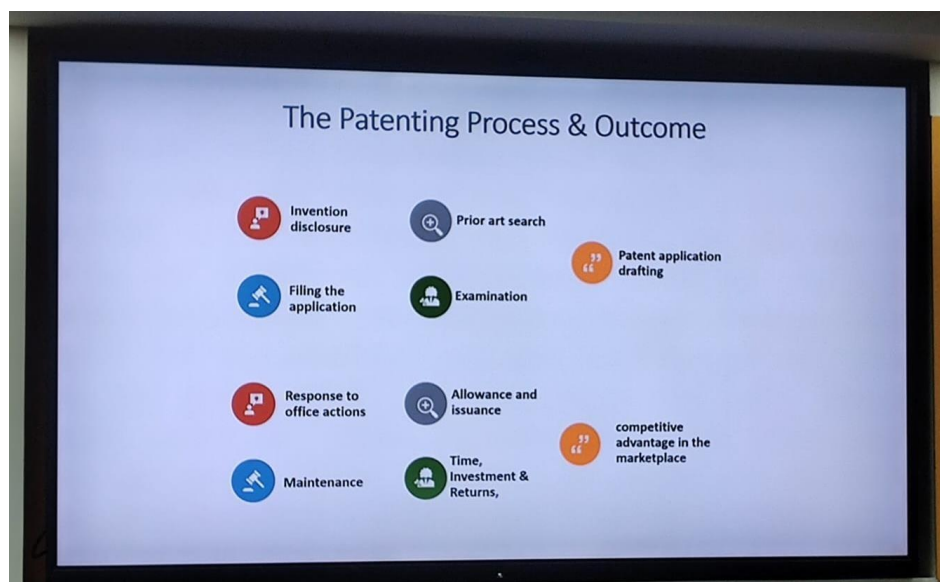 The Patenting Process & Outcome
Invention
disclosure
Prior art search
Patent application
drafting
Filing the
application
Examination
Response to
office actions
Allowance and
issuance
competitive
advantage in the
marketplace
Maintenance
Time,
Investment &
Returns,